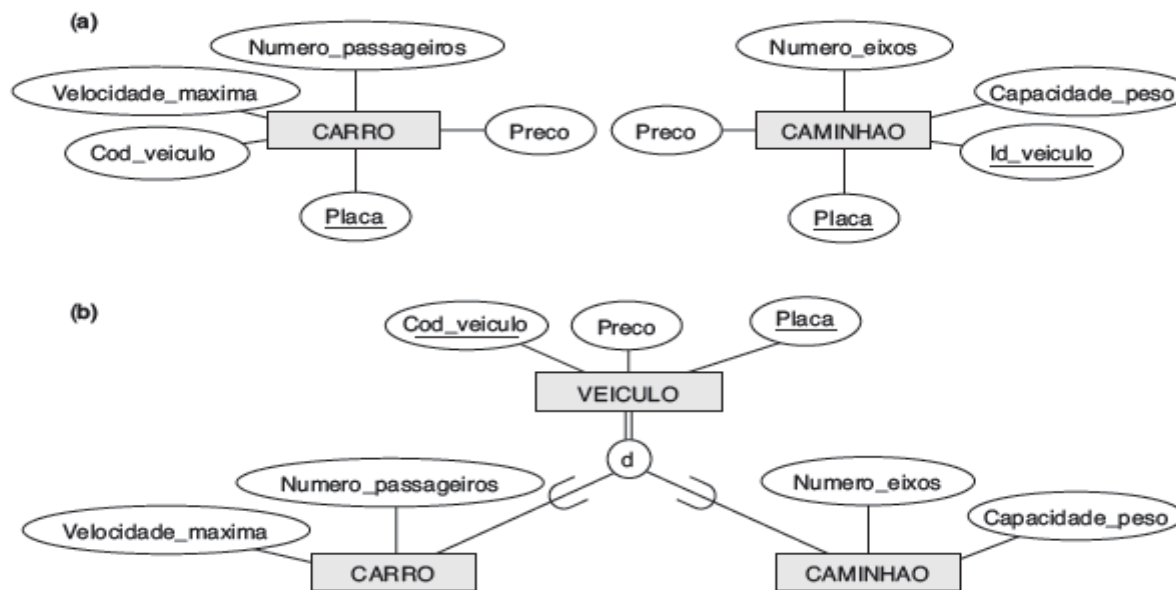 (a)
Numero_passageiros
Numero_eixos
Velocidade_maxima
Capacidade_peso
CARRO
Preco
Preco
CAMINHAO
Cod_veiculo
Id_veiculo
Placa
Placa
(b)
Cod_veiculo
Preco
Placa
VEICULO
d
Numero_passageiros
Numero_eixos
Velocidade_maxima
Capacidade_peso
CARRO
CAMINHAO